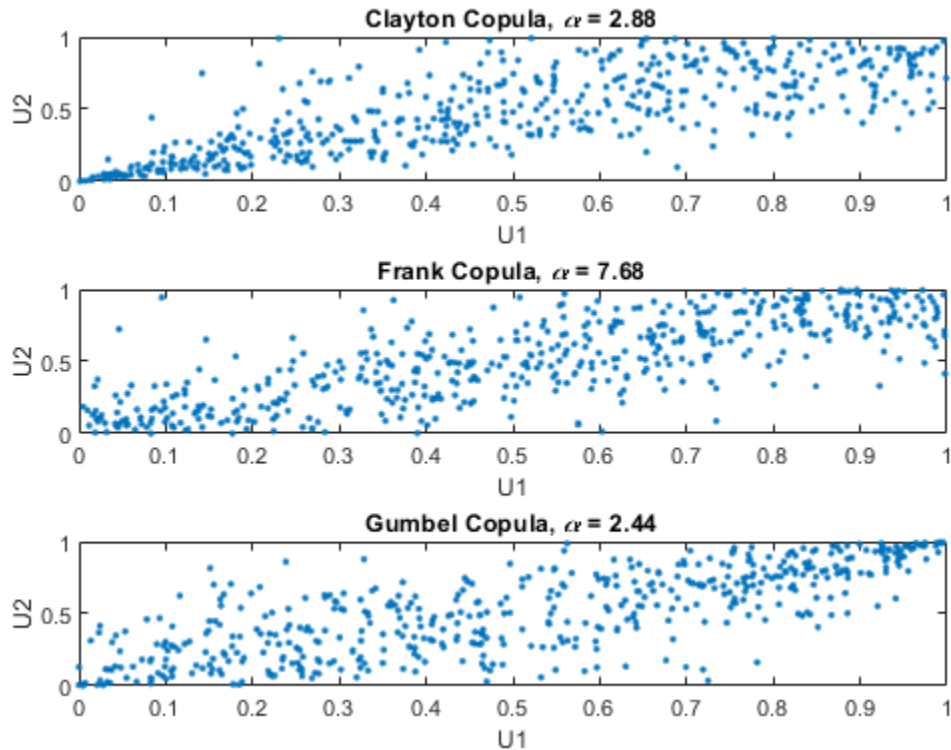 Clayton Copula, α = 2.88
1
0.5
0
U2
0 0.1 0.2 0.3 0.4 0.5 0.6 0.7 0.8 0.9 1
U1
Frank Copula, α = 7.68
1
0.5
0
U2
0 0.1 0.2 0.3 0.4 0.5 0.6 0.7 0.8 0.9 1
U1
Gumbel Copula, α = 2.44
1
0.5
0
U2
0 0.1 0.2 0.3 0.4 0.5 0.6 0.7 0.8 0.9 1
U1